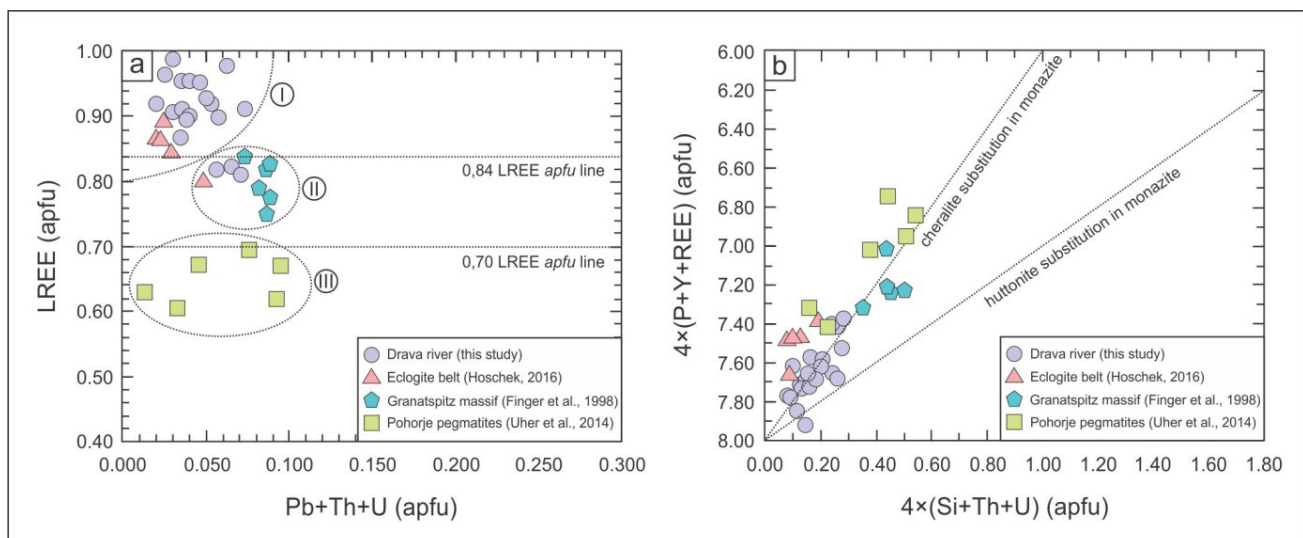 a
I
II
III
0,84 LREE apfu line
0,70 LREE apfu line
1.00
0.90
0.80
0.70
0.60
0.50
0.40
LREE (apfu)
0.000
0.050
0.100
0.150
0.200
0.250
0.300
Pb+Th+U (apfu)
Drava river (this study)
Eclogite belt (Hoschek, 2016)
Granatspitz massif (Finger et al., 1998)
Pohorje pegmatites (Uher et al., 2014)
b
cheralite substitution in monazite
huttonite substitution in monazite
6.00
6.20
6.40
6.60
6.80
7.00
7.20
7.40
7.60
7.80
8.00
4×(P+Y+REE) (apfu)
0.00
0.20
0.40
0.60
0.80
1.00
1.20
1.40
1.60
1.80
4×(Si+Th+U) (apfu)
Drava river (this study)
Eclogite belt (Hoschek, 2016)
Granatspitz massif (Finger et al., 1998)
Pohorje pegmatites (Uher et al., 2014)